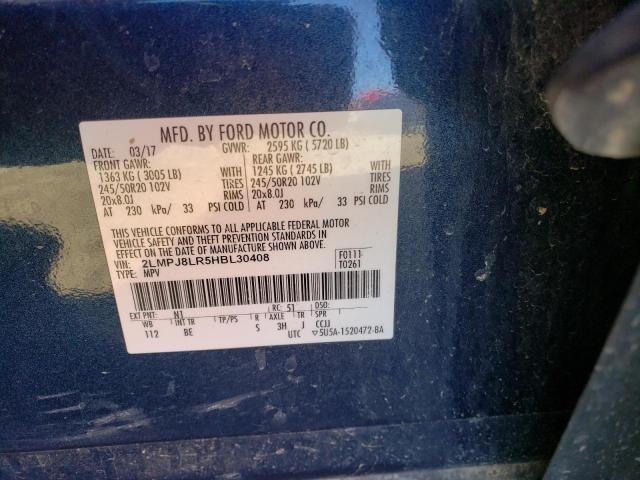 MFD. BY FORD MOTOR CO.
DATE: 03/17 GVWR: 2595 KG ( 5720 LB)
FRONT GAWR: REAR GAWR:
1363 KG ( 3005 LB) WITH 1245 KG ( 2745 LB) WITH
245/50R20 102V TIRES 245/50R20 102V TIRES
20x8.0J RIMS 20x8.0J RIMS
AT 230 kPa/ 33 PSI COLD AT 230 kPa/ 33 PSI COLD
THIS VEHICLE CONFORMS TO ALL APPLICABLE FEDERAL MOTOR
VEHICLE SAFETY AND THEFT PREVENTION STANDARDS IN EFFECT
ON THE DATE OF MANUFACTURE SHOWN ABOVE.
VIN: 2LMPJ8LR5HBL30408 F0111
TYPE: MPV T0261
EXT PNT: N1 RC: 51 DSO:
WB INT TR TP/PS R AXLE TR SPR
112 BE S 3H J CCJJ
UTC ▽5U5A-1520472-BA